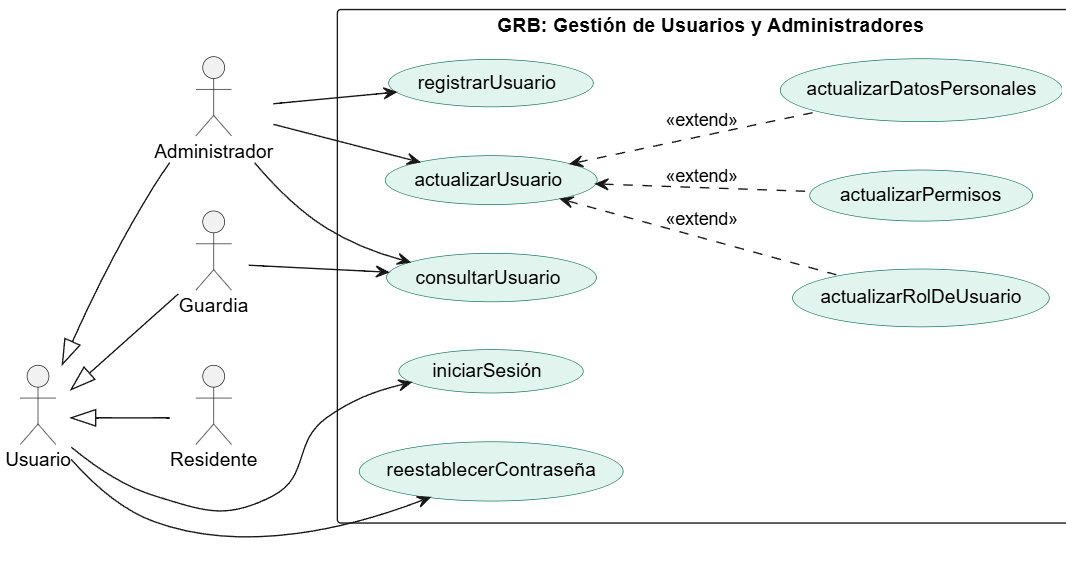 GRB: Gestión de Usuarios y Administradores
registrarUsuario
actualizarDatosPersonales
«extend»
Administrador
actualizarUsuario
«extend»
actualizarPermisos
«extend»
consultarUsuario
Guardia
actualizarRolDeUsuario
iniciarSesión
Usuario
Residente
reestablecerContraseña